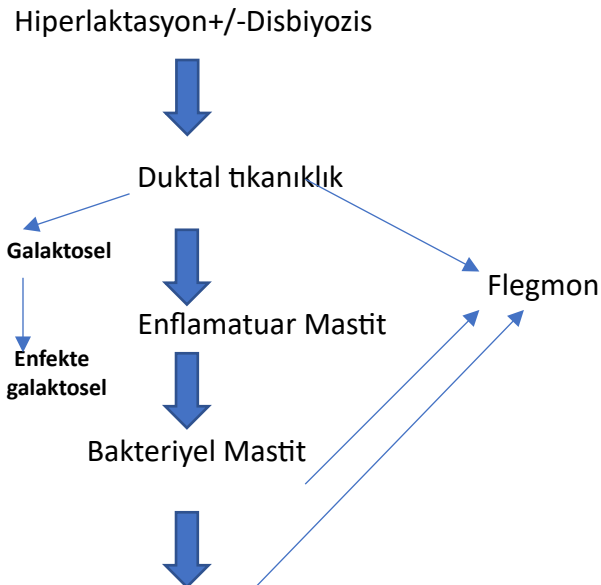 Hiperlaktasyon+/-Disbiyozis
Duktal tıkanıklık
Galaktosel
Flegmon
Enflamatuar Mastit
Enfekte
galaktosel
Bakteriyel Mastit